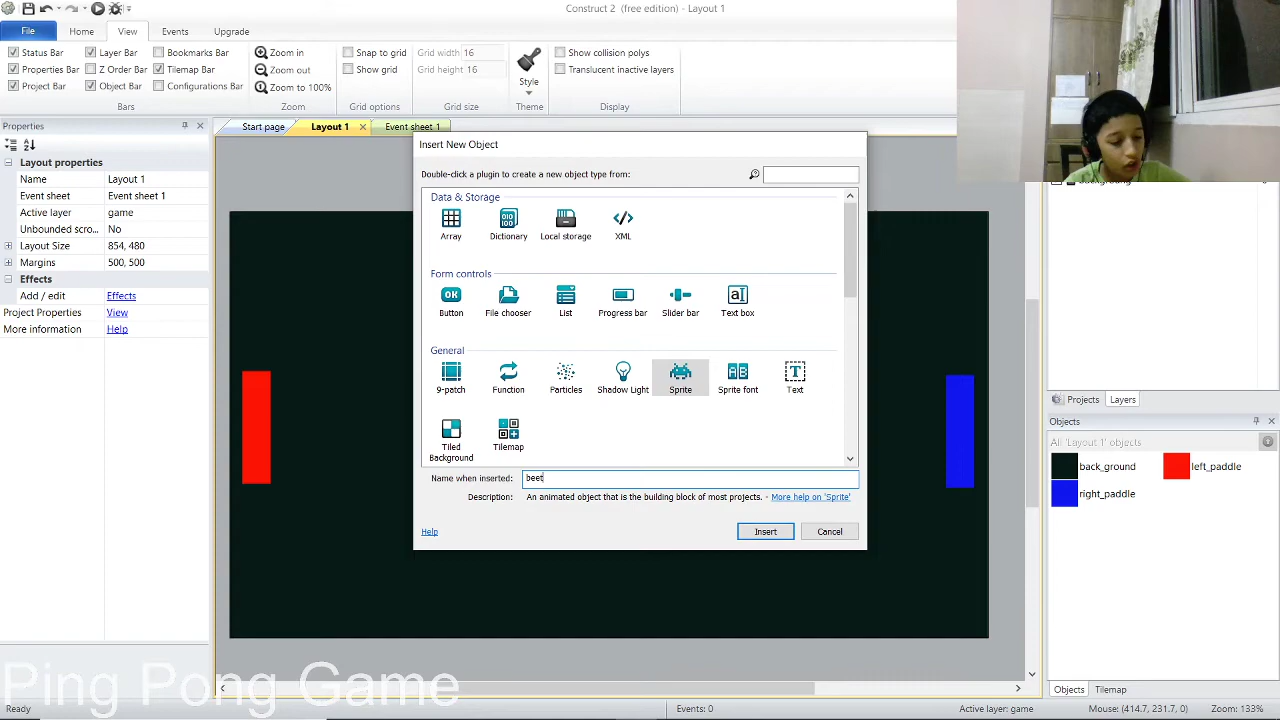 Construct 2 (free edition) - Layout 1
File Home View Events Upgrade
Status Bar Layer Bar Bookmarks Bar Zoom in Snap to grid Grid width 16 Show collision polys
Properties Bar Z Order Bar Tilemap Bar Zoom out Show grid Grid height 16 Style Translucent inactive layers
Project Bar Object Bar Configurations Bar Zoom to 100%
Bars Zoom Grid options Grid size Theme Display
Properties Start page Layout 1 Event sheet 1
Layout properties
Name Layout 1
Event sheet Event sheet 1
Active layer game
Unbounded scro... No
Layout Size 854, 480
Margins 500, 500
Effects
Add / edit Effects
Project Properties View
More information Help
Insert New Object
Double-click a plugin to create a new object type from:
Data & Storage
Array Dictionary Local storage XML
Form controls
Button File chooser List Progress bar Slider bar Text box
General
9-patch Function Particles Shadow Light Sprite Sprite font Text
Tiled Background Tilemap
Name when inserted: beet
Description: An animated object that is the building block of most projects. - More help on 'Sprite'
Help Insert Cancel
Projects Layers
Objects
All 'Layout 1' objects
back_ground left_paddle
right_paddle
Objects Tilemap
Ping Pong Game
Ready Events: 0 Active layer: game Mouse: (414.7, 231.7, 0) Zoom: 133%